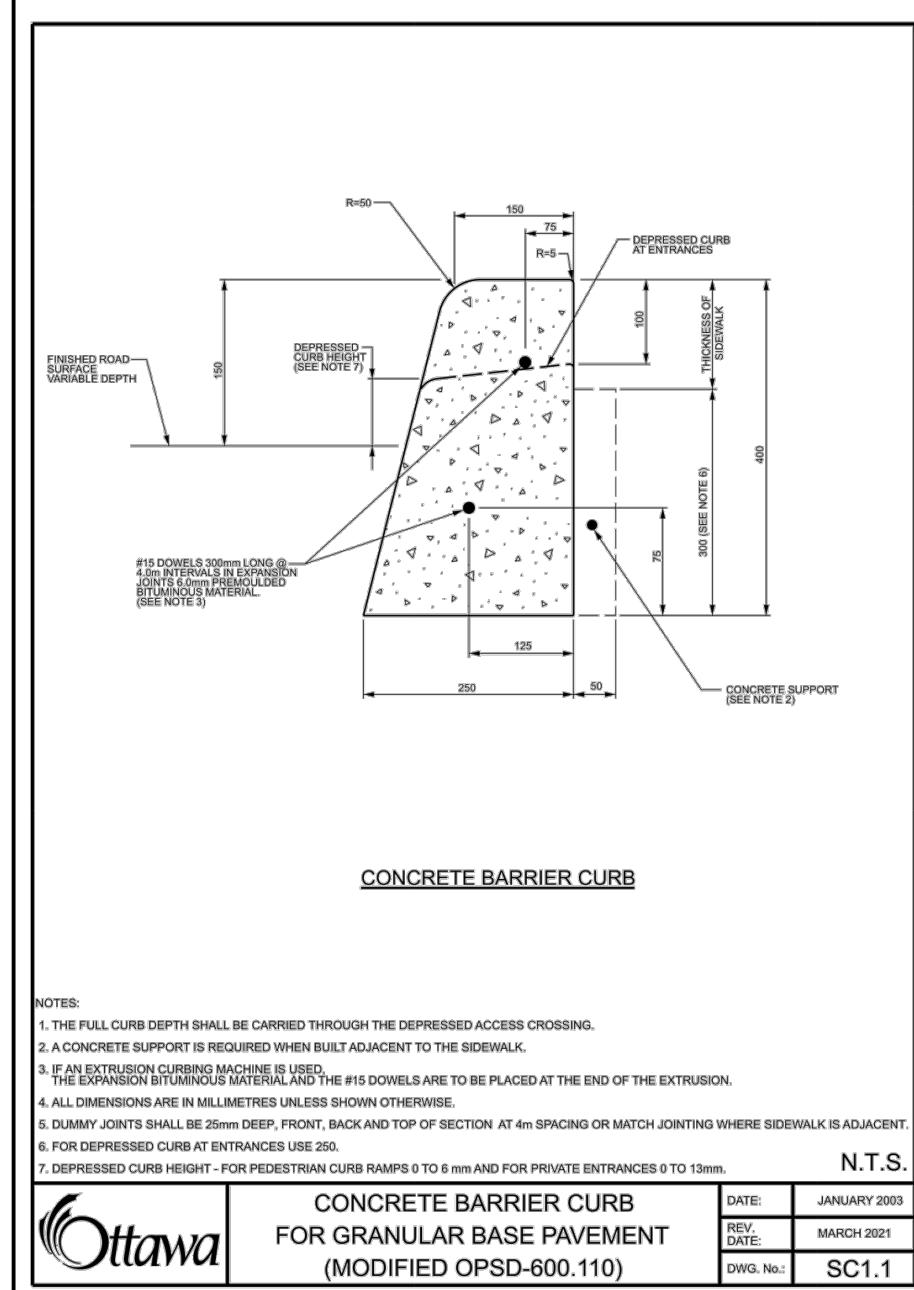 R=50
150
75
R=5
DEPRESSED CURB
AT ENTRANCES
100
THICKNESS OF
SIDEWALK
FINISHED ROAD
SURFACE
VARIABLE DEPTH
150
DEPRESSED
CURB HEIGHT
(SEE NOTE 7)
400
300 (SEE NOTE 6)
75
#15 DOWELS 300mm LONG @
4.0m INTERVALS IN EXPANSION
JOINTS 6.0mm PREMOULDED
BITUMINOUS MATERIAL.
(SEE NOTE 3)
125
250
50
CONCRETE SUPPORT
(SEE NOTE 2)
CONCRETE BARRIER CURB
NOTES:
1. THE FULL CURB DEPTH SHALL BE CARRIED THROUGH THE DEPRESSED ACCESS CROSSING.
2. A CONCRETE SUPPORT IS REQUIRED WHEN BUILT ADJACENT TO THE SIDEWALK.
3. IF AN EXTRUSION CURBING MACHINE IS USED,
THE EXPANSION BITUMINOUS MATERIAL AND THE #15 DOWELS ARE TO BE PLACED AT THE END OF THE EXTRUSION.
4. ALL DIMENSIONS ARE IN MILLIMETRES UNLESS SHOWN OTHERWISE.
5. DUMMY JOINTS SHALL BE 25mm DEEP, FRONT, BACK AND TOP OF SECTION AT 4m SPACING OR MATCH JOINTING WHERE SIDEWALK IS ADJACENT.
6. FOR DEPRESSED CURB AT ENTRANCES USE 250.
7. DEPRESSED CURB HEIGHT - FOR PEDESTRIAN CURB RAMPS 0 TO 6 mm AND FOR PRIVATE ENTRANCES 0 TO 13mm.
N.T.S.
Ottawa
CONCRETE BARRIER CURB
FOR GRANULAR BASE PAVEMENT
(MODIFIED OPSD-600.110)
DATE: JANUARY 2003
REV. DATE: MARCH 2021
DWG. No.: SC1.1